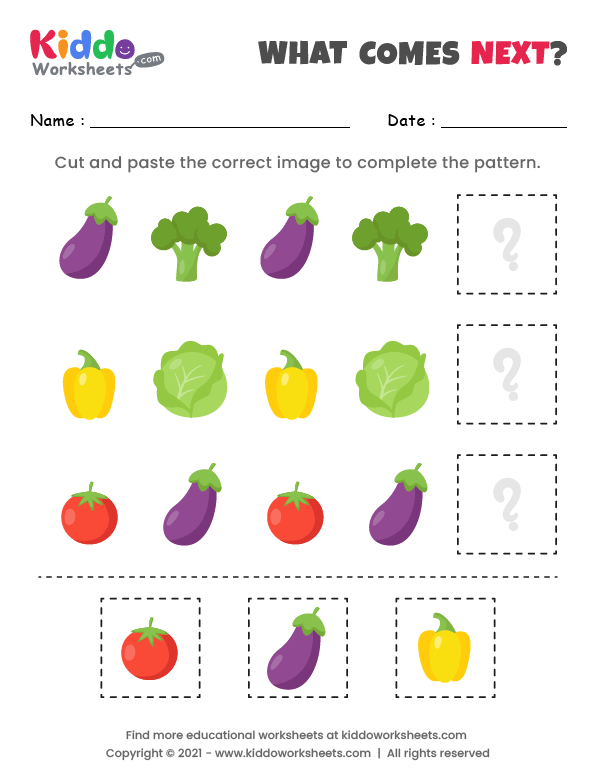 Kiddo
Worksheets .com
WHAT COMES NEXT?
Name : Date :
Cut and paste the correct image to complete the pattern.
?
?
?
Find more educational worksheets at kiddoworksheets.com
Copyright © 2021 - www.kiddoworksheets.com | All rights reserved